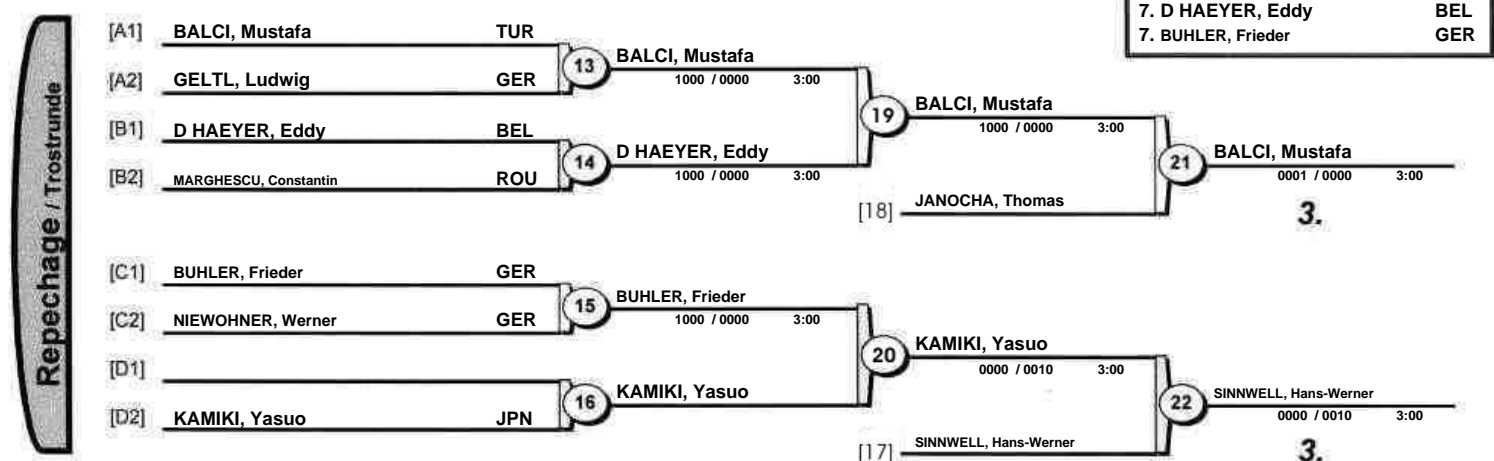 7. D HAEYER, Eddy BEL
7. BUHLER, Frieder GER
Repechage / Trostrunde
[A1] BALCI, Mustafa TUR
[A2] GELTL, Ludwig GER
[B1] D HAEYER, Eddy BEL
[B2] MARGHESCU, Constantin ROU
13 BALCI, Mustafa
1000 / 0000 3:00
14 D HAEYER, Eddy
1000 / 0000 3:00
19 BALCI, Mustafa
1000 / 0000 3:00
[18] JANOCHA, Thomas
21 BALCI, Mustafa
0001 / 0000 3:00
3.
[C1] BUHLER, Frieder GER
[C2] NIEWOHNER, Werner GER
[D1]
[D2] KAMIKI, Yasuo JPN
15 BUHLER, Frieder
1000 / 0000 3:00
16 KAMIKI, Yasuo
20 KAMIKI, Yasuo
0000 / 0010 3:00
[17] SINNWELL, Hans-Werner
22 SINNWELL, Hans-Werner
0000 / 0010 3:00
3.